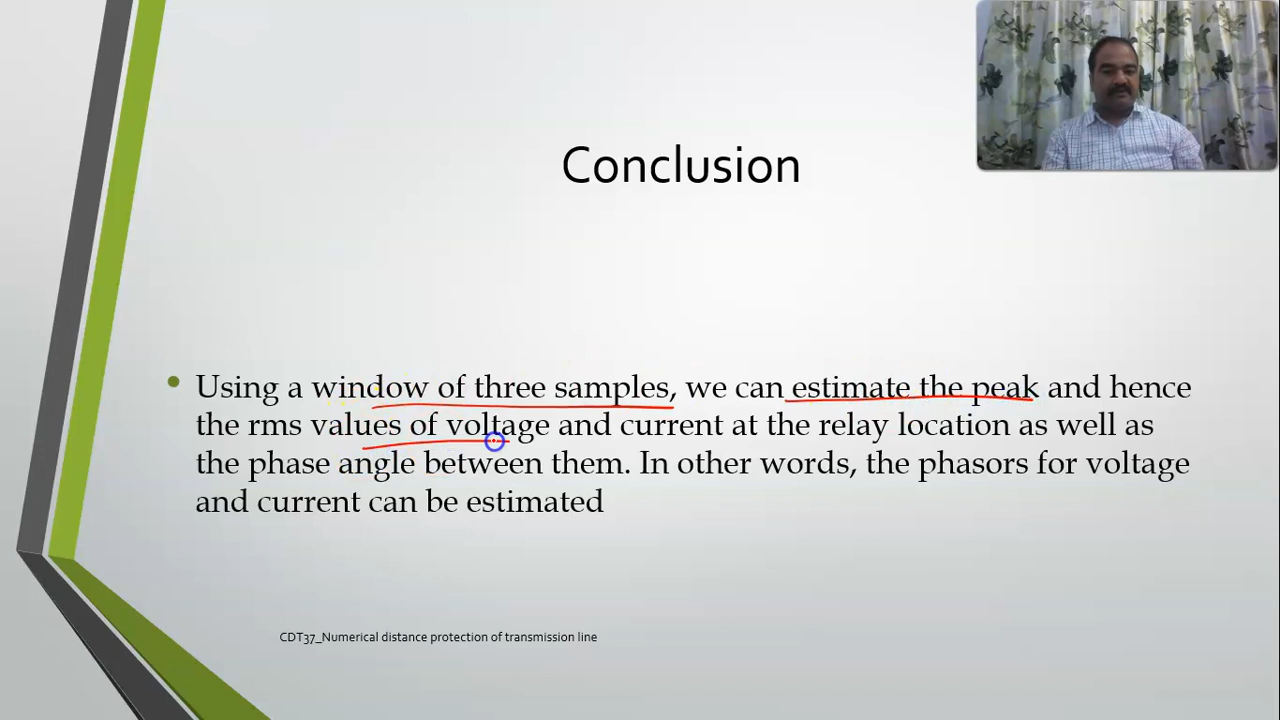 Conclusion
Using a window of three samples, we can estimate the peak and hence
the rms values of voltage and current at the relay location as well as
the phase angle between them. In other words, the phasors for voltage
and current can be estimated
CDT37_Numerical distance protection of transmission line